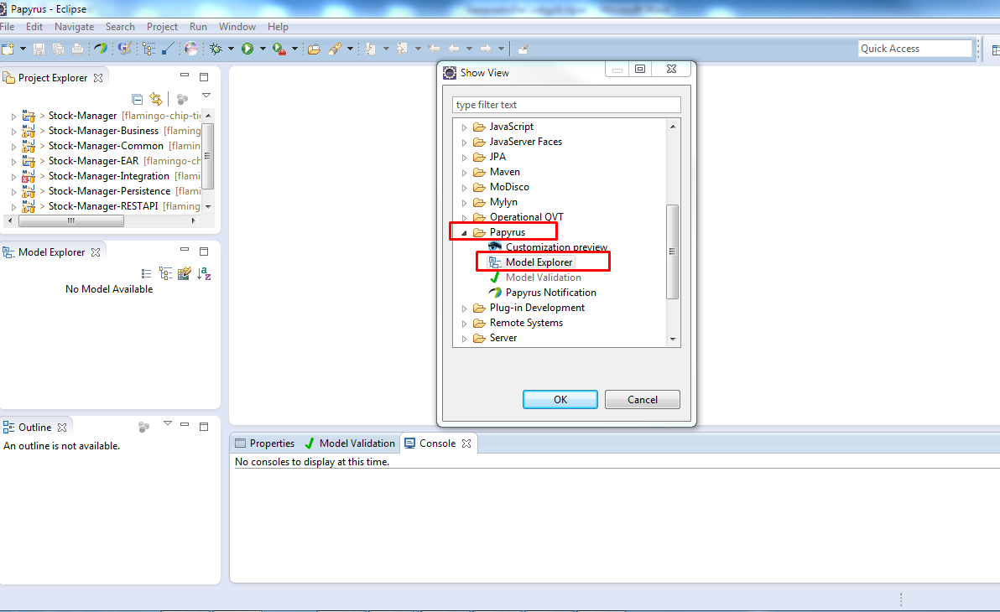 Papyrus - Eclipse
File Edit Navigate Search Project Run Window Help
Quick Access
Project Explorer
> Stock-Manager [flamingo-chip-ti
> Stock-Manager-Business [flaming
> Stock-Manager-Common [flamin
> Stock-Manager-EAR [flamingo-ch
> Stock-Manager-Integration [flami
> Stock-Manager-Persistence [flami
> Stock-Manager-RESTAPI [flaming
Model Explorer
No Model Available
Outline
An outline is not available.
Show View
type filter text
JavaScript
JavaServer Faces
JPA
Maven
MoDisco
Mylyn
Operational QVT
Papyrus
Customization preview
Model Explorer
Model Validation
Papyrus Notification
Plug-in Development
Remote Systems
Server
OK Cancel
Properties Model Validation Console
No consoles to display at this time.